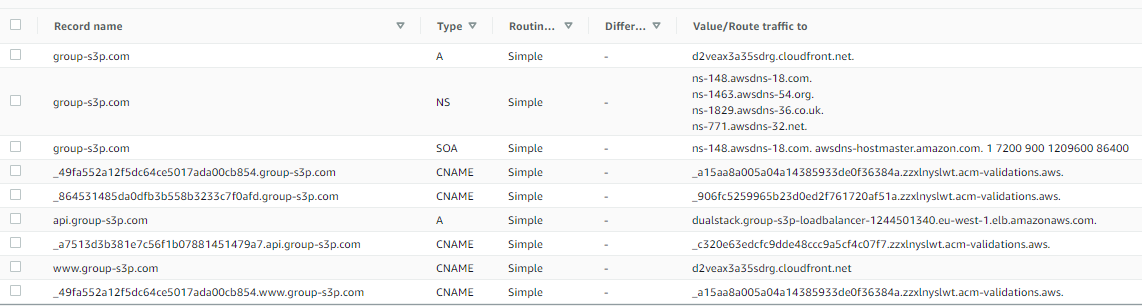 Record name Type Routin... Differ... Value/Route traffic to
group-s3p.com A Simple - d2veax3a35sdrg.cloudfront.net.
group-s3p.com NS Simple - ns-148.awsdns-18.com.
ns-1463.awsdns-54.org.
ns-1829.awsdns-36.co.uk.
ns-771.awsdns-32.net.
group-s3p.com SOA Simple - ns-148.awsdns-18.com. awsdns-hostmaster.amazon.com. 1 7200 900 1209600 86400
_49fa552a12f5dc64ce5017ada00cb854.group-s3p.com CNAME Simple - _a15aa8a005a04a14385933de0f36384a.zzxlnyslwt.acm-validations.aws.
_864531485da0dfb3b558b3233c7f0afd.group-s3p.com CNAME Simple - _906fc5259965b23d0ed2f761720af51a.zzxlnyslwt.acm-validations.aws.
api.group-s3p.com A Simple - dualstack.group-s3p-loadbalancer-1244501340.eu-west-1.elb.amazonaws.com.
_a7513d3b381e7c56f1b07881451479a7.api.group-s3p.com CNAME Simple - _c320e63edcfc9dde48ccc9a5cf4c07f7.zzxlnyslwt.acm-validations.aws.
www.group-s3p.com CNAME Simple - d2veax3a35sdrg.cloudfront.net
_49fa552a12f5dc64ce5017ada00cb854.www.group-s3p.com CNAME Simple - _a15aa8a005a04a14385933de0f36384a.zzxlnyslwt.acm-validations.aws.